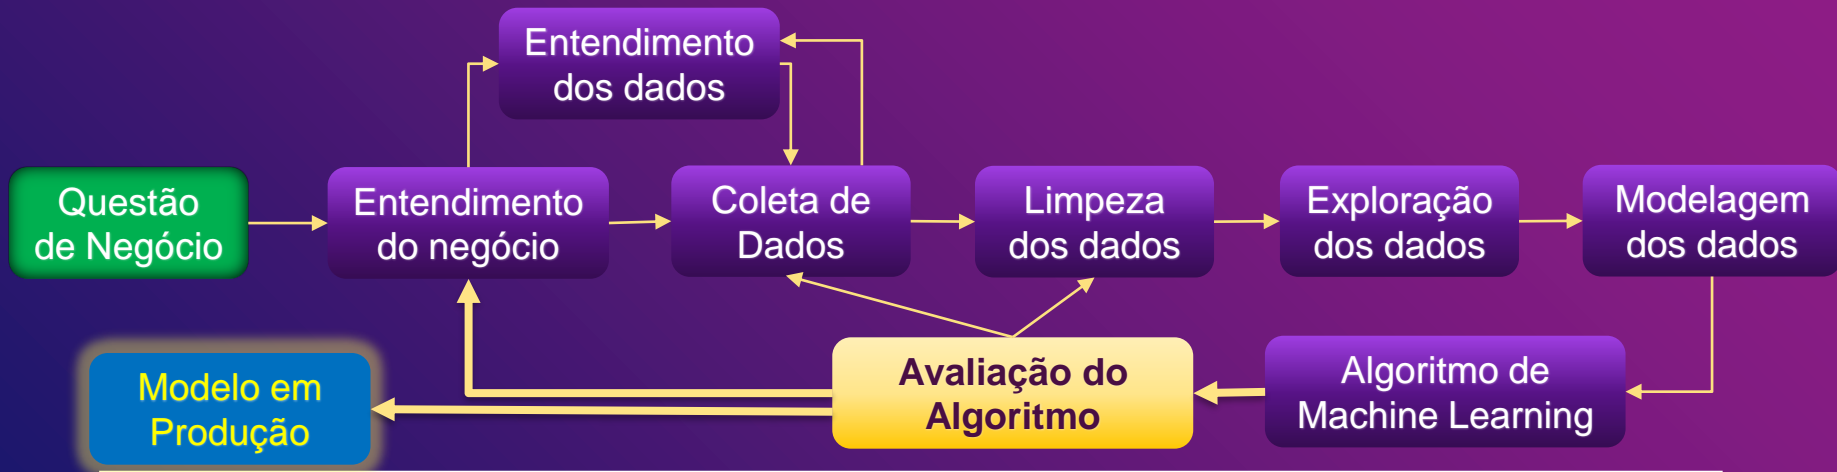 Entendimento
dos dados
Questão
de Negócio
Entendimento
do negócio
Coleta de
Dados
Limpeza
dos dados
Exploração
dos dados
Modelagem
dos dados
Modelo em
Produção
Avaliação do
Algoritmo
Algoritmo de
Machine Learning